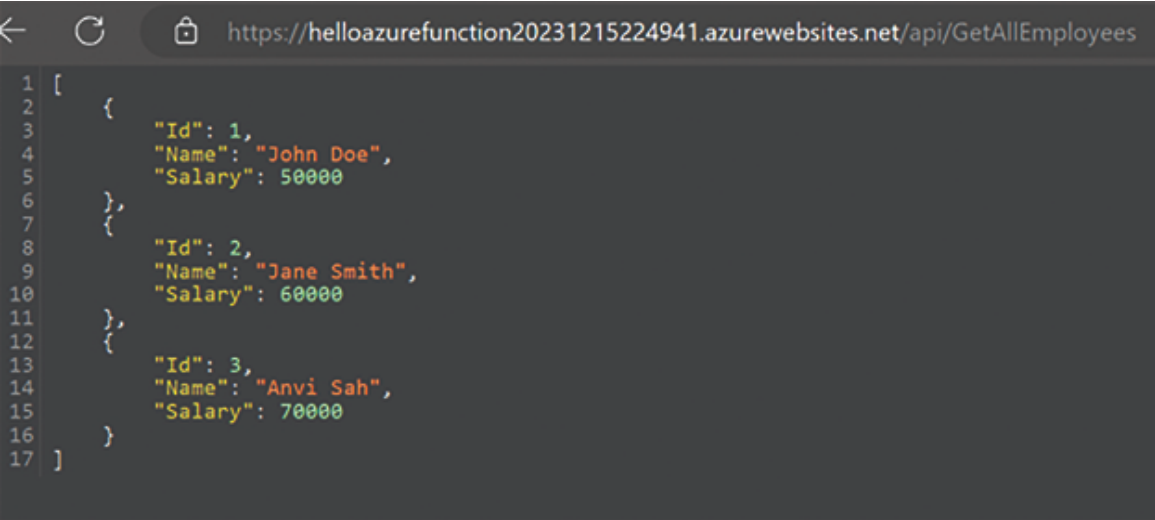 https://helloazurefunction20231215224941.azurewebsites.net/api/GetAllEmployees
1 [
2 {
3 "Id": 1,
4 "Name": "John Doe",
5 "Salary": 50000
6 },
7 {
8 "Id": 2,
9 "Name": "Jane Smith",
10 "Salary": 60000
11 },
12 {
13 "Id": 3,
14 "Name": "Anvi Sah",
15 "Salary": 70000
16 }
17 ]